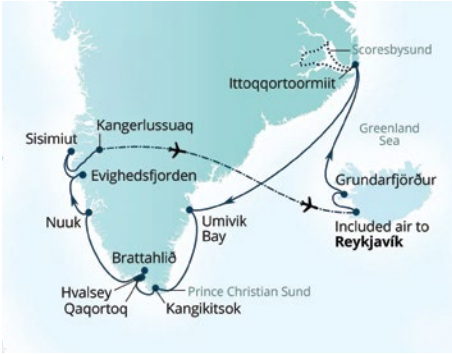 Scoresbysund
Ittoqqortoormiit
Kangerlussuaq
Sisimiut
Greenland
Sea
Evighedsfjorden
Grundarfjörður
Nuuk
Umivik
Bay
Included air to
Reykjavík
Brattahlið
Hvalsey
Prince Christian Sund
Qaqortoq
Kangikitsok